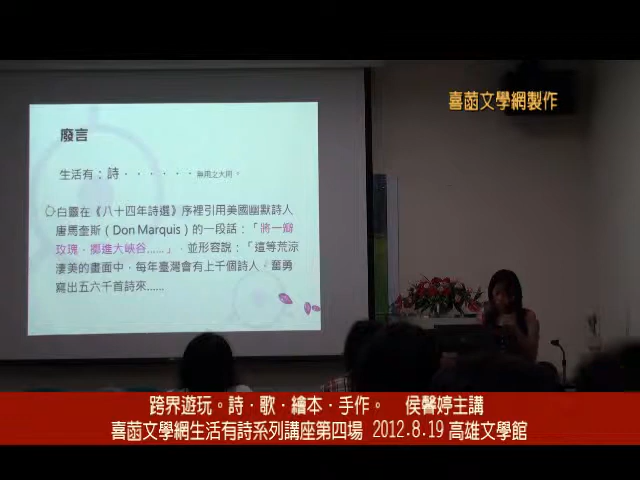 喜菡文學網製作
廢言
生活有：詩．．．．．．無用之大同。
白靈在《八十四年詩選》序裡引用美國幽默詩人
唐馬奎斯（Don Marquis）的一段話：「將一瓣
玫瑰，擲進大峽谷......」，並形容說：「這等荒涼
淒美的畫面中，每年臺灣會有上千個詩人，奮勇
寫出五六千首詩來......
跨界遊玩。詩．歌．繪本．手作。 侯馨婷主講
喜菡文學網生活有詩系列講座第四場 2012.8.19 高雄文學館